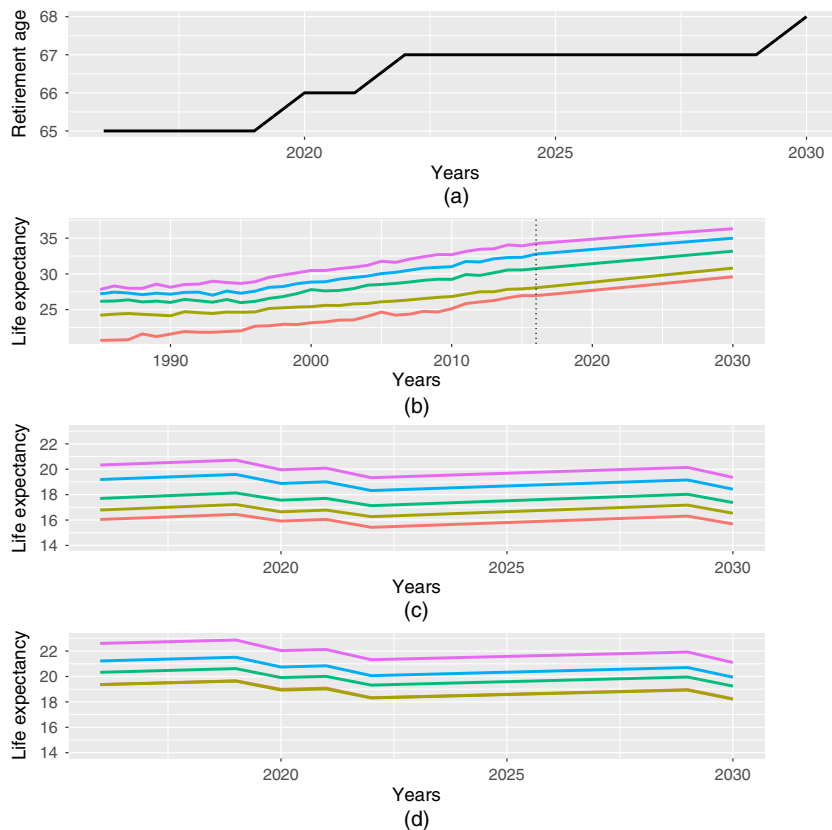 68
67
66
65
Retirement age
2020 2025 2030
Years
(a)
35
30
25
Life expectancy
1990 2000 2010 2020 2030
Years
(b)
22
20
18
16
14
Life expectancy
2020 2025 2030
Years
(c)
22
20
18
16
14
Life expectancy
2020 2025 2030
Years
(d)